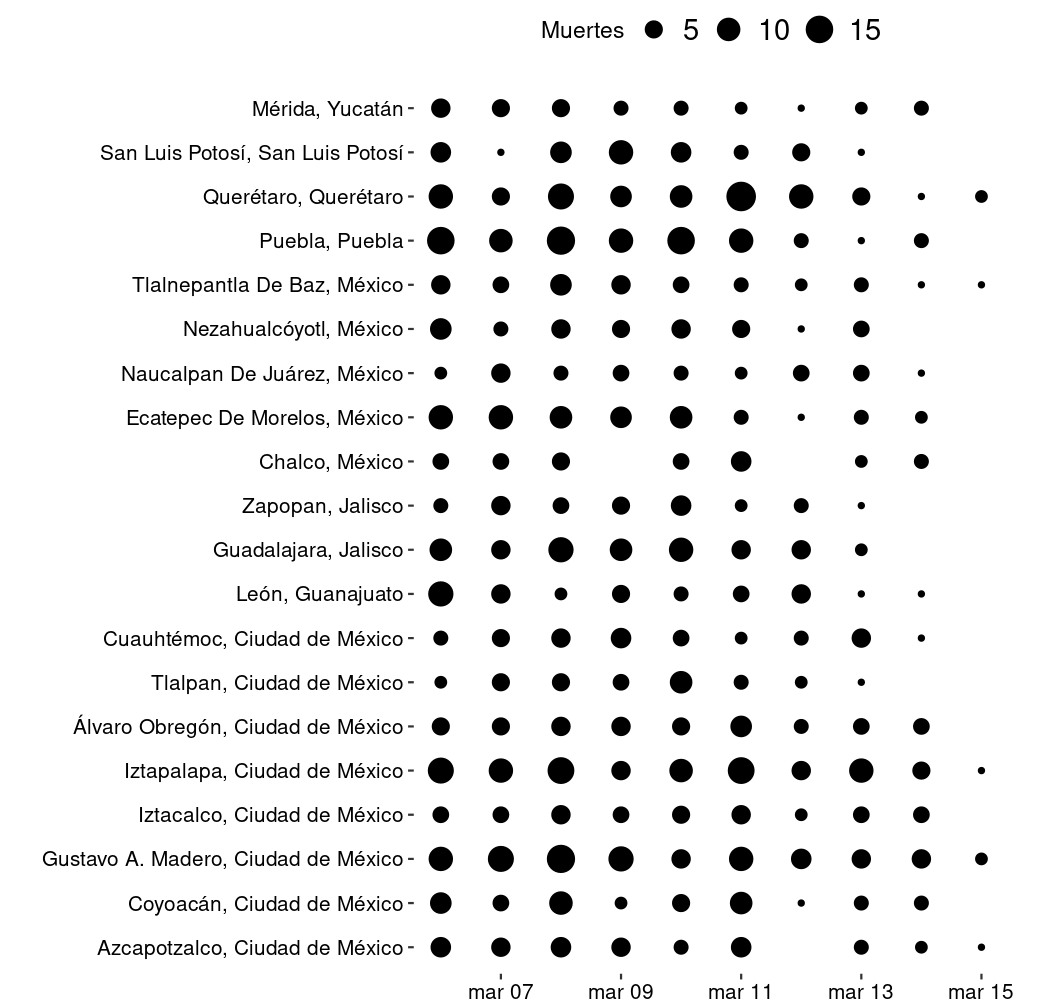 Muertes 5 10 15
Mérida, Yucatán
San Luis Potosí, San Luis Potosí
Querétaro, Querétaro
Puebla, Puebla
Tlalnepantla De Baz, México
Nezahualcóyotl, México
Naucalpan De Juárez, México
Ecatepec De Morelos, México
Chalco, México
Zapopan, Jalisco
Guadalajara, Jalisco
León, Guanajuato
Cuauhtémoc, Ciudad de México
Tlalpan, Ciudad de México
Álvaro Obregón, Ciudad de México
Iztapalapa, Ciudad de México
Iztacalco, Ciudad de México
Gustavo A. Madero, Ciudad de México
Coyoacán, Ciudad de México
Azcapotzalco, Ciudad de México
mar 07 mar 09 mar 11 mar 13 mar 15